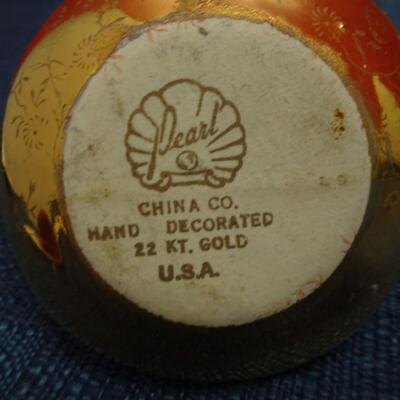 Pearl
CHINA CO.
HAND DECORATED
22 KT. GOLD
U.S.A.